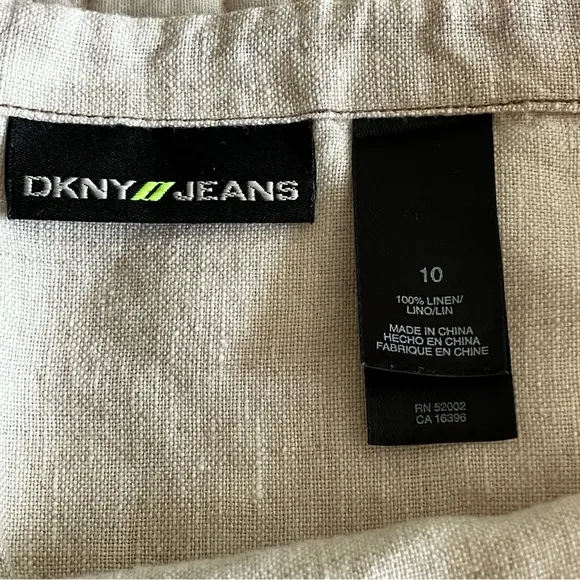 DKNY//JEANS
10
100% LINEN/
LINO/LIN
MADE IN CHINA
HECHO EN CHINA
FABRIQUE EN CHINE
RN 52002
CA 16396